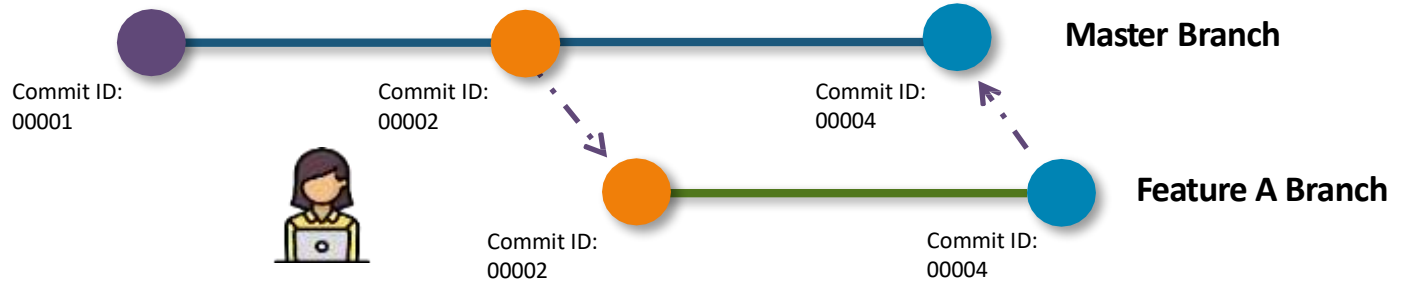 Master Branch
Commit ID:
00001
Commit ID:
00002
Commit ID:
00004
Feature A Branch
Commit ID:
00002
Commit ID:
00004